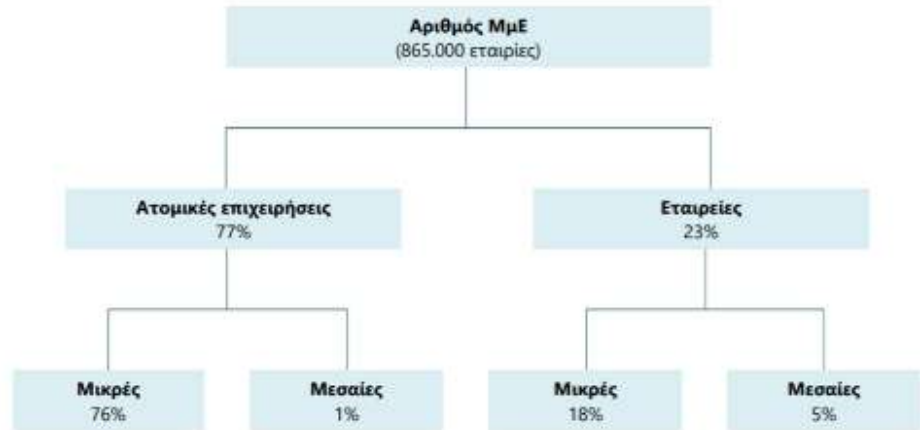 Αριθμός ΜμΕ
(865.000 εταιρίες)
Ατομικές επιχειρήσεις
77%
Εταιρείες
23%
Μικρές
76%
Μεσαίες
1%
Μικρές
18%
Μεσαίες
5%